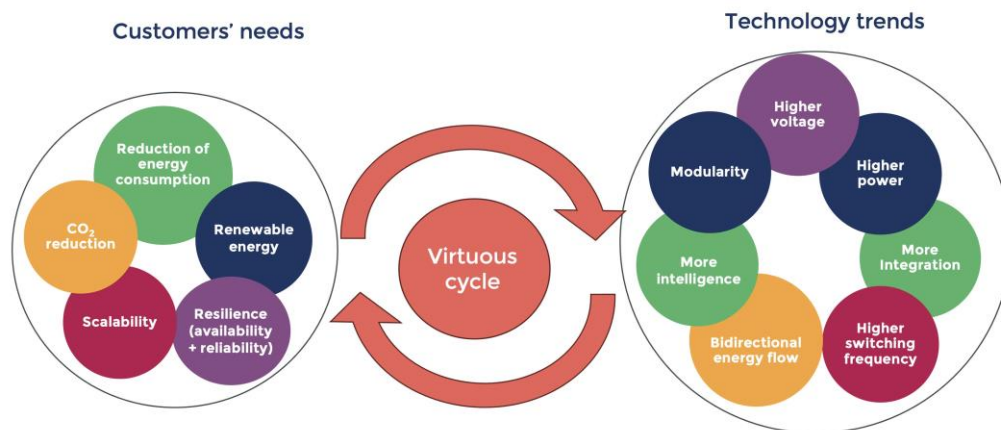 Customers' needs
Reduction of
energy
consumption
CO₂
reduction
Renewable
energy
Scalability
Resilience
(availability
+ reliability)
Virtuous
cycle
Technology trends
Higher
voltage
Modularity
Higher
power
More
intelligence
More
Integration
Bidirectional
energy flow
Higher
switching
frequency